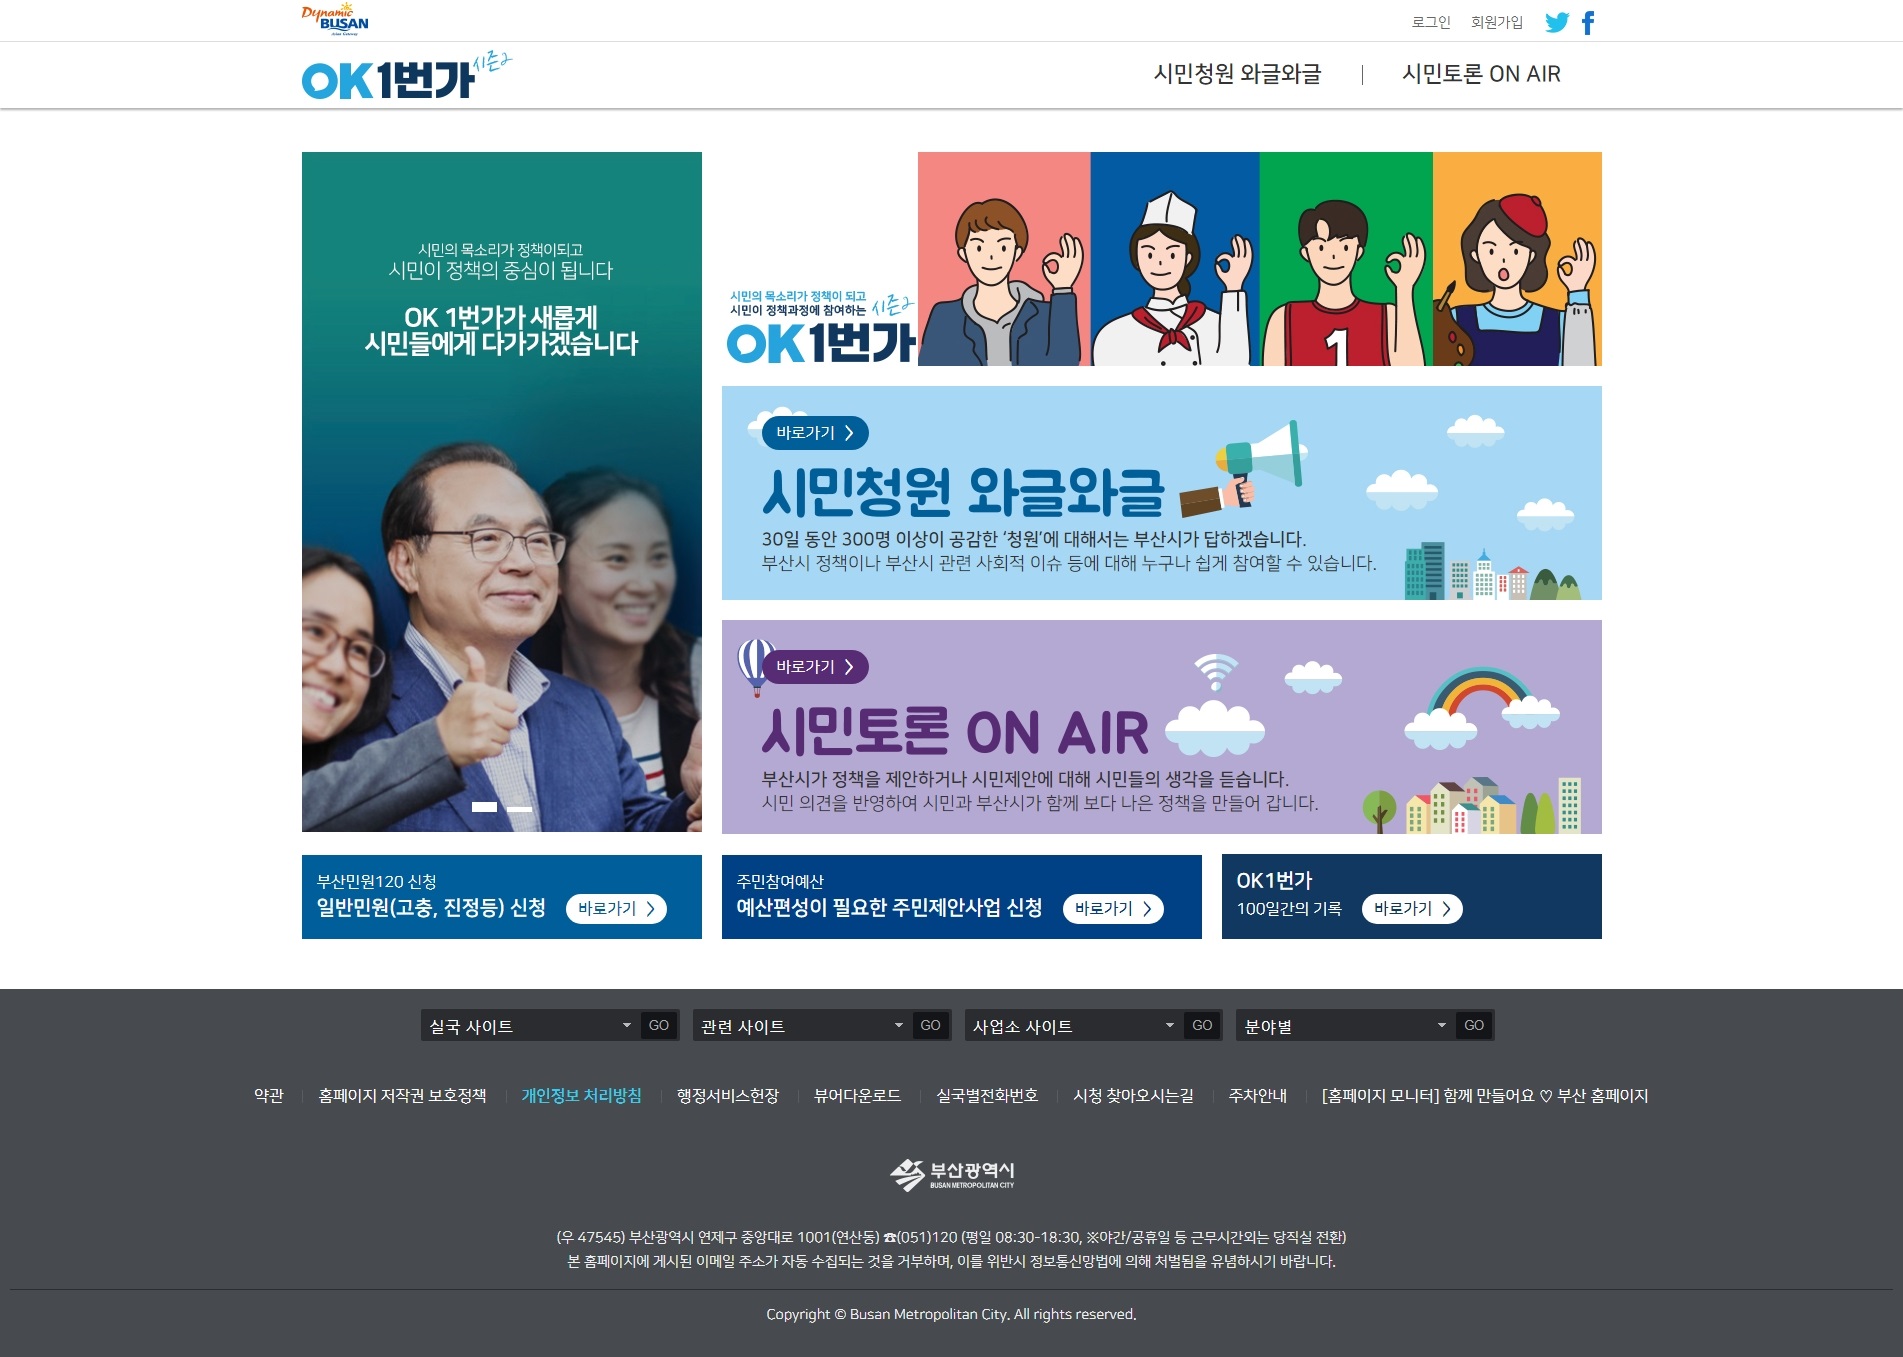 Dynamic
BUSAN
로그인 회원가입
OK1번가 시즌2
시민청원 와글와글 | 시민토론 ON AIR
시민의 목소리가 정책이되고
시민이 정책의 중심이 됩니다
OK 1번가가 새롭게
시민들에게 다가가겠습니다
시민의 목소리가 정책이 되고
시민이 정책과정에 참여하는
시즌2
OK1번가
1
바로가기
시민청원 와글와글
30일 동안 300명 이상이 공감한 ‘청원’에 대해서는 부산시가 답하겠습니다.
부산시 정책이나 부산시 관련 사회적 이슈 등에 대해 누구나 쉽게 참여할 수 있습니다.
바로가기
시민토론 ON AIR
부산시가 정책을 제안하거나 시민제안에 대해 시민들의 생각을 듣습니다.
시민 의견을 반영하여 시민과 부산시가 함께 보다 나은 정책을 만들어 갑니다.
부산민원120 신청
일반민원(고충, 진정등) 신청 바로가기
주민참여예산
예산편성이 필요한 주민제안사업 신청 바로가기
OK1번가
100일간의 기록 바로가기
실국 사이트 GO 관련 사이트 GO 사업소 사이트 GO 분야별 GO
약관 홈페이지 저작권 보호정책 개인정보 처리방침 행정서비스헌장 뷰어다운로드 실국별전화번호 시청 찾아오시는길 주차안내 [홈페이지 모니터] 함께 만들어요 ♡ 부산 홈페이지
부산광역시
BUSAN METROPOLITAN CITY
(우 47545) 부산광역시 연제구 중앙대로 1001(연산동) ☎(051)120 (평일 08:30-18:30, ※야간/공휴일 등 근무시간외는 당직실 전환)
본 홈페이지에 게시된 이메일 주소가 자동 수집되는 것을 거부하며, 이를 위반시 정보통신망법에 의해 처벌됨을 유념하시기 바랍니다.
Copyright © Busan Metropolitan City. All rights reserved.